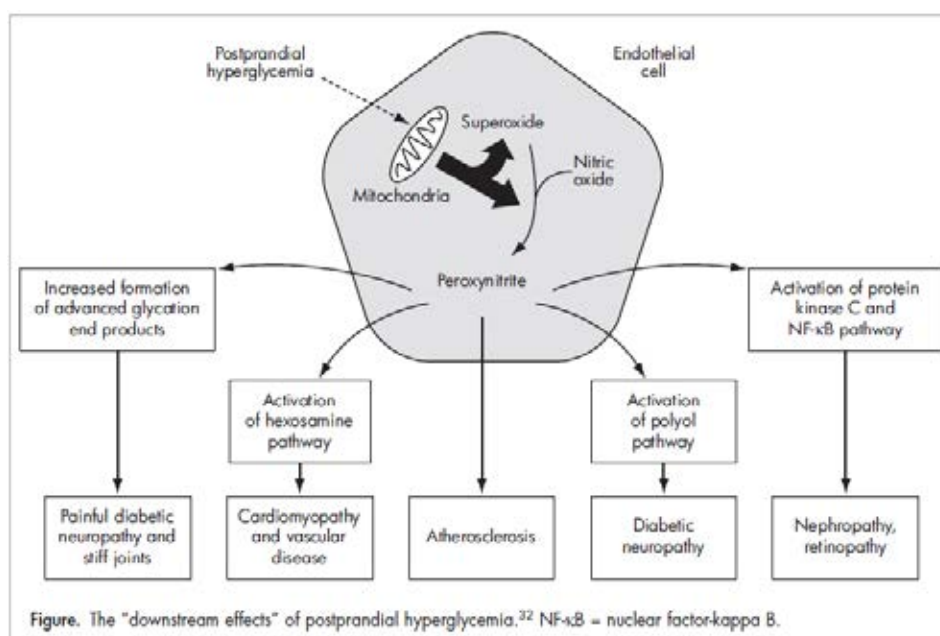 Postprandial
hyperglycemia
Endothelial
cell
Superoxide
Nitric
oxide
Mitochondria
Peroxynitrite
Increased formation
of advanced glycation
end products
Activation of protein
kinase C and
NF-κB pathway
Activation
of hexosamine
pathway
Activation
of polyol
pathway
Painful diabetic
neuropathy and
stiff joints
Cardiomyopathy
and vascular
disease
Atherosclerosis
Diabetic
neuropathy
Nephropathy,
retinopathy
Figure. The "downstream effects" of postprandial hyperglycemia.32 NF-κB = nuclear factor-kappa B.